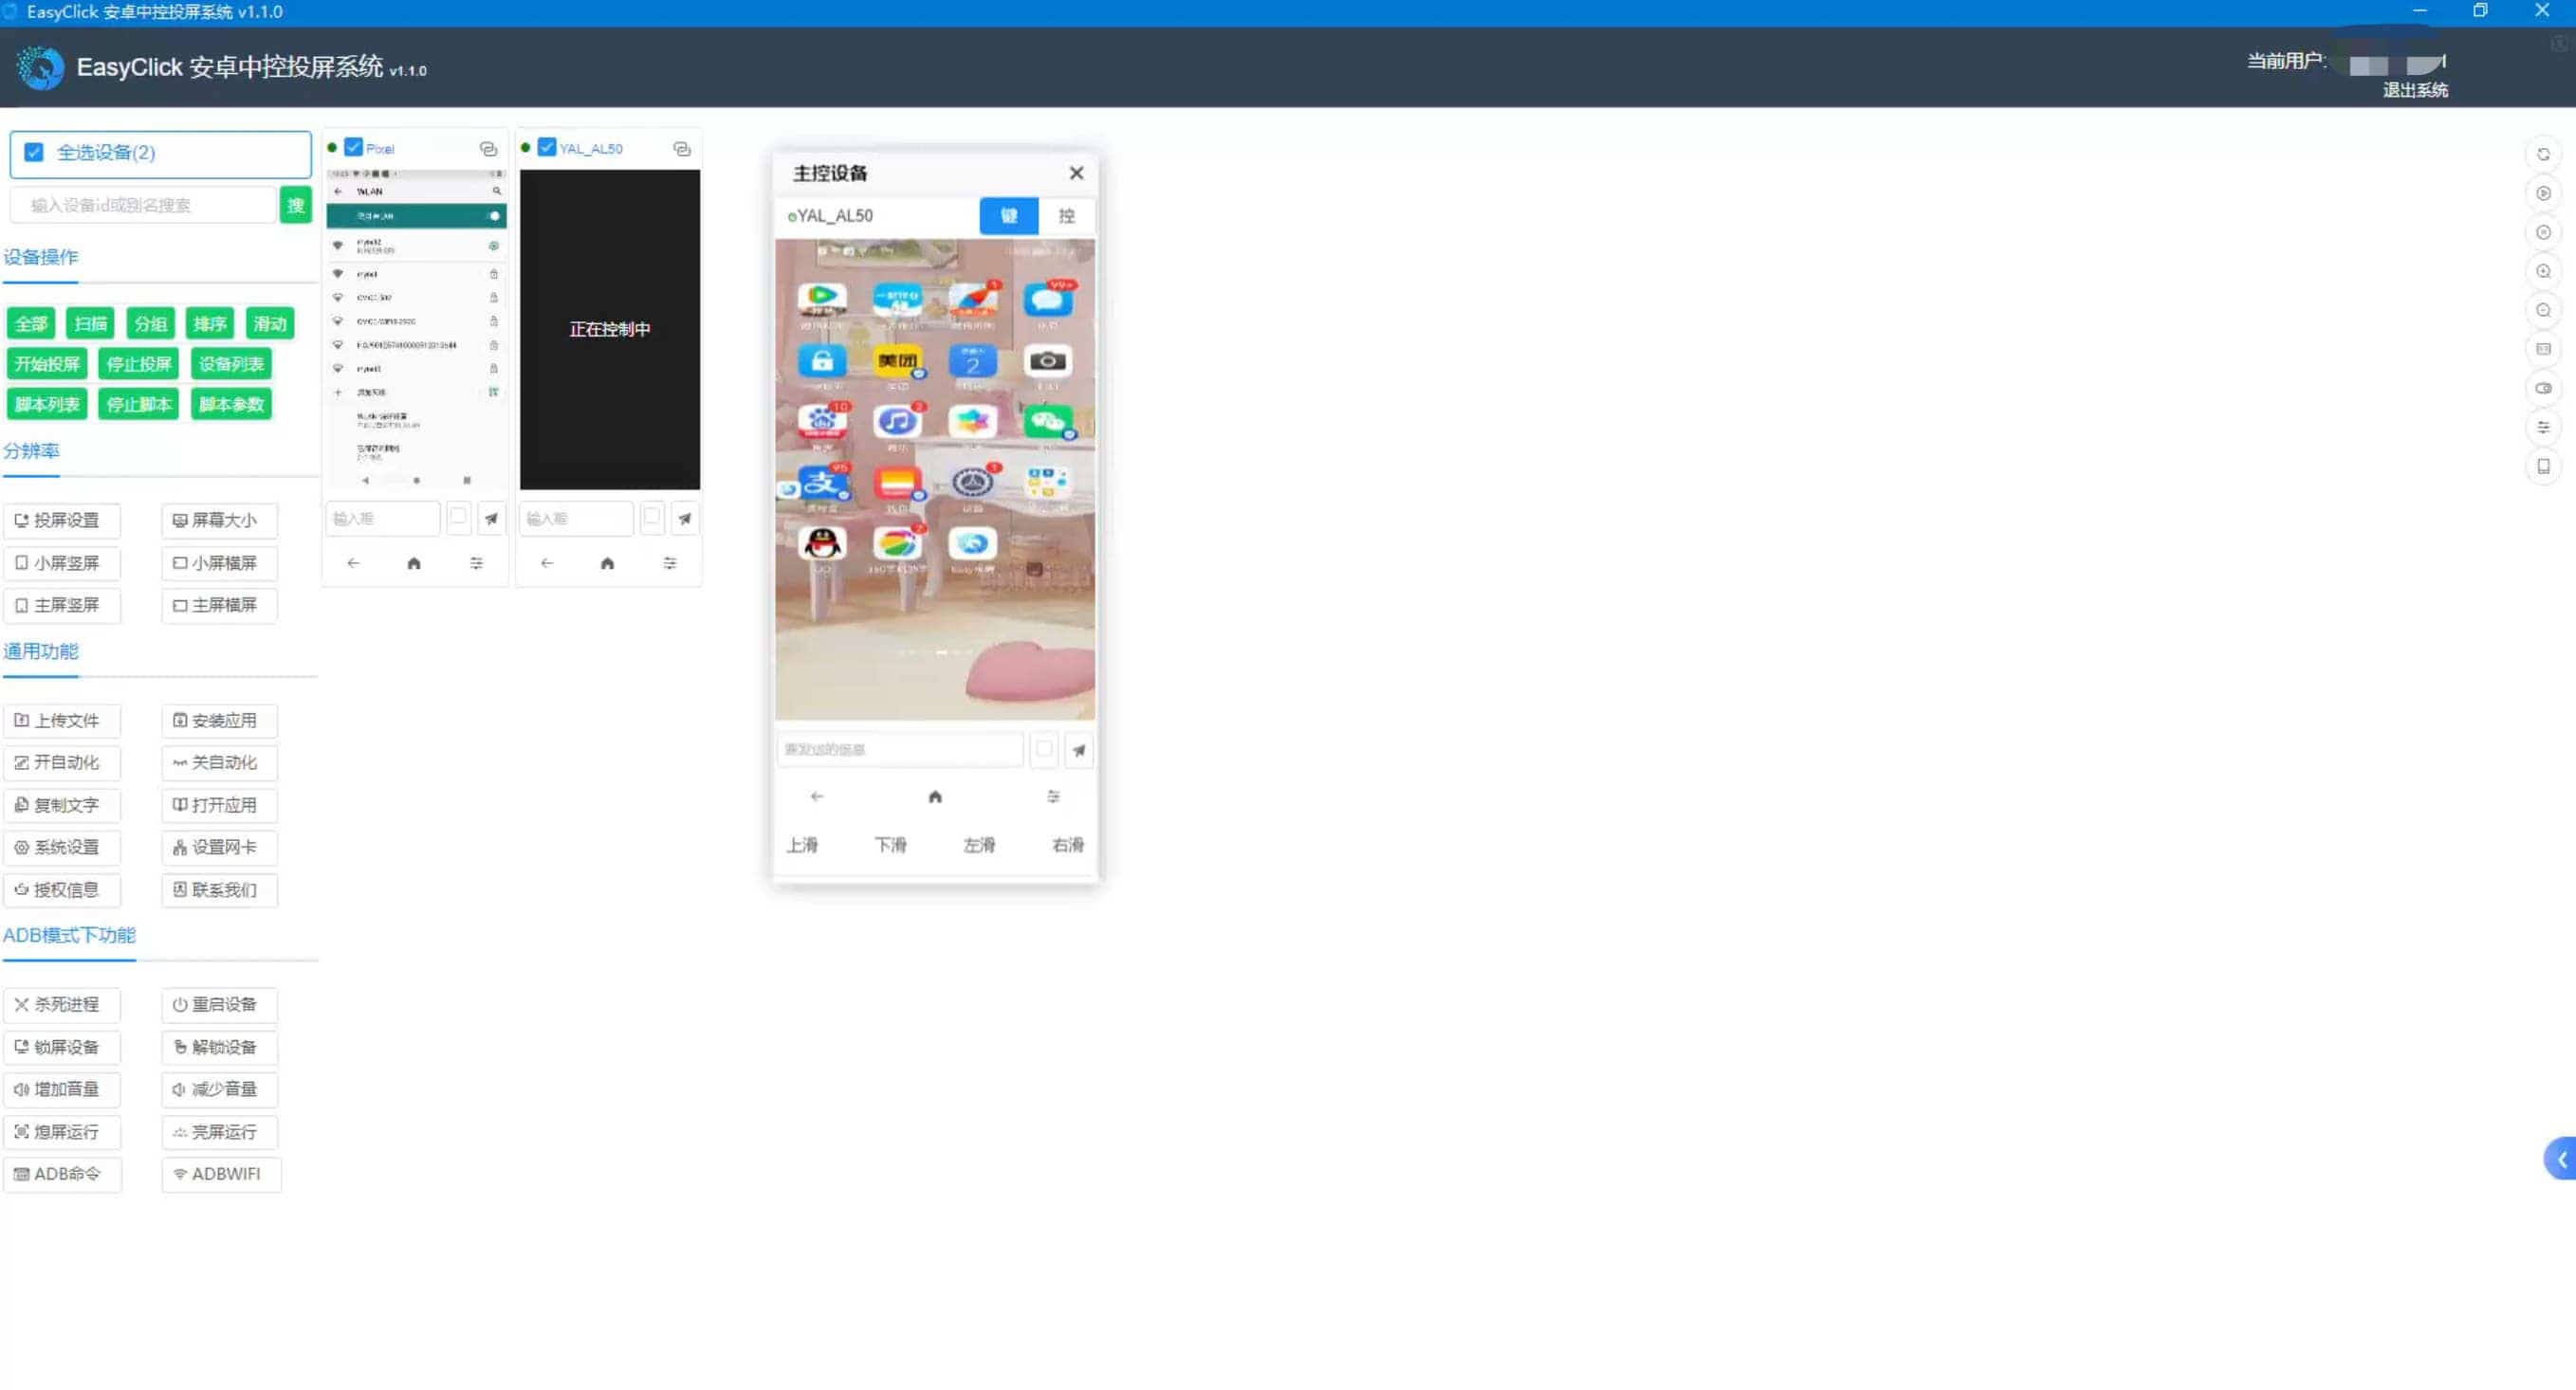 EasyClick 安卓中控投屏系统 v1.1.0
EasyClick 安卓中控投屏系统 v1.1.0
当前用户:
退出系统
全选设备(2)
输入设备id或别名搜索
搜
设备操作
全部 扫描 分组 排序 滑动
开始投屏 停止投屏 设备列表
脚本列表 停止脚本 脚本参数
分辨率
投屏设置 屏幕大小
小屏竖屏 小屏横屏
主屏竖屏 主屏横屏
通用功能
上传文件 安装应用
开自动化 关自动化
复制文字 打开应用
系统设置 设置网卡
授权信息 联系我们
ADB模式下功能
杀死进程 重启设备
锁屏设备 解锁设备
增加音量 减少音量
熄屏运行 亮屏运行
ADB命令 ADBWIFI
Pixel
WLAN
输入框
YAL_AL50
正在控制中
输入框
主控设备
YAL_AL50
键 控
1
99+
美团
2
10
3
95
支
1
2
QQ
要发送的信息
上滑 下滑 左滑 右滑